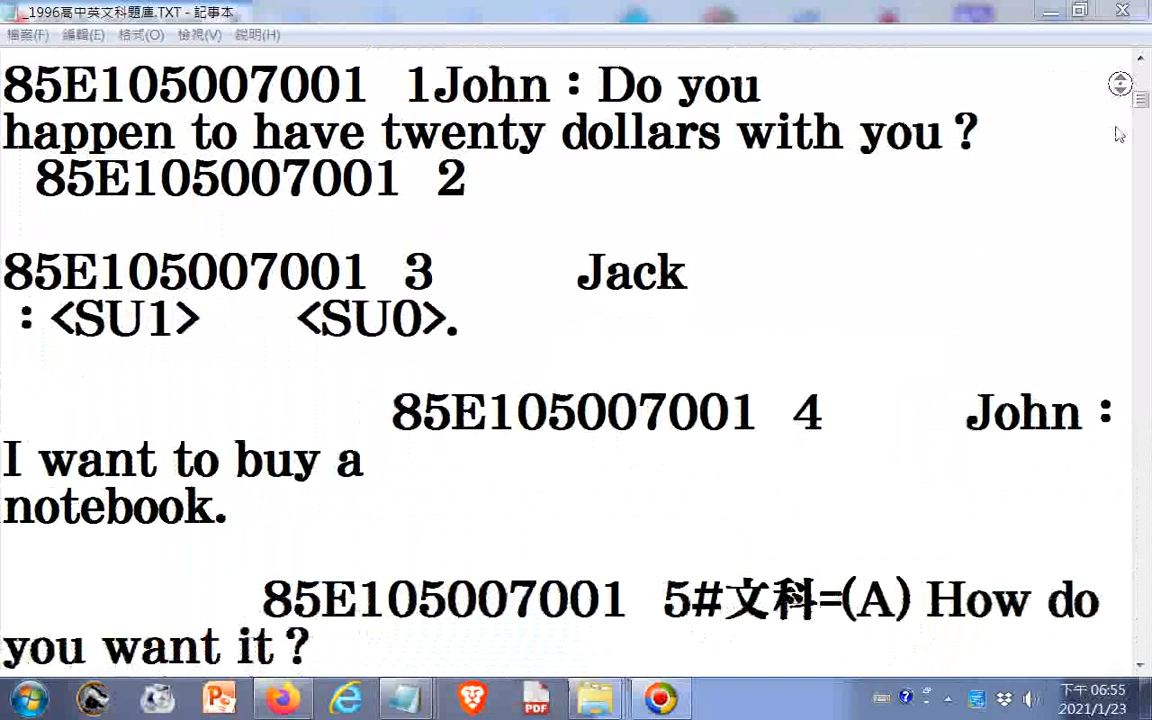 _1996高中英文科題庫.TXT - 記事本
檔案(F) 編輯(E) 格式(O) 檢視(V) 說明(H)
85E105007001 1John：Do you
happen to have twenty dollars with you？
85E105007001 2
85E105007001 3 Jack
：<SU1> <SU0>.
85E105007001 4 John：
I want to buy a
notebook.
85E105007001 5#文科=(A) How do
you want it？
PDF
下午 06:55
2021/1/23